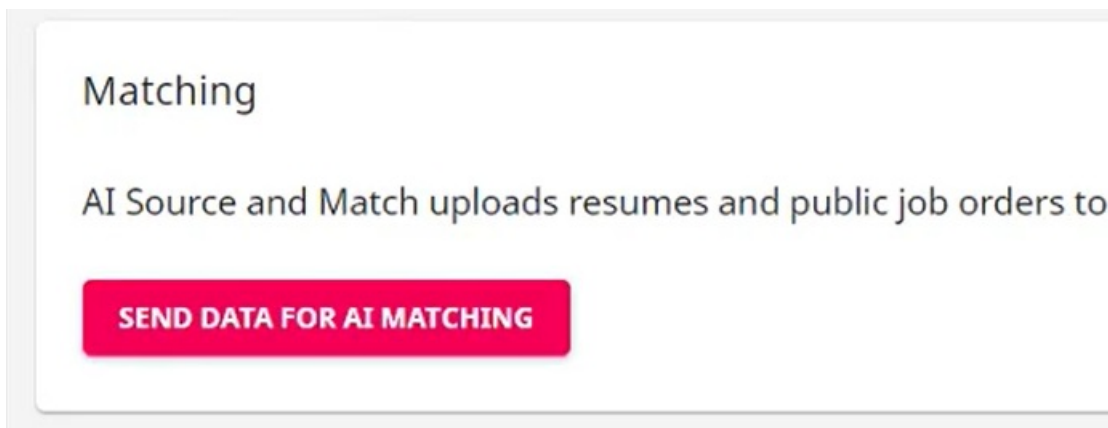 Matching
AI Source and Match uploads resumes and public job orders to
SEND DATA FOR AI MATCHING